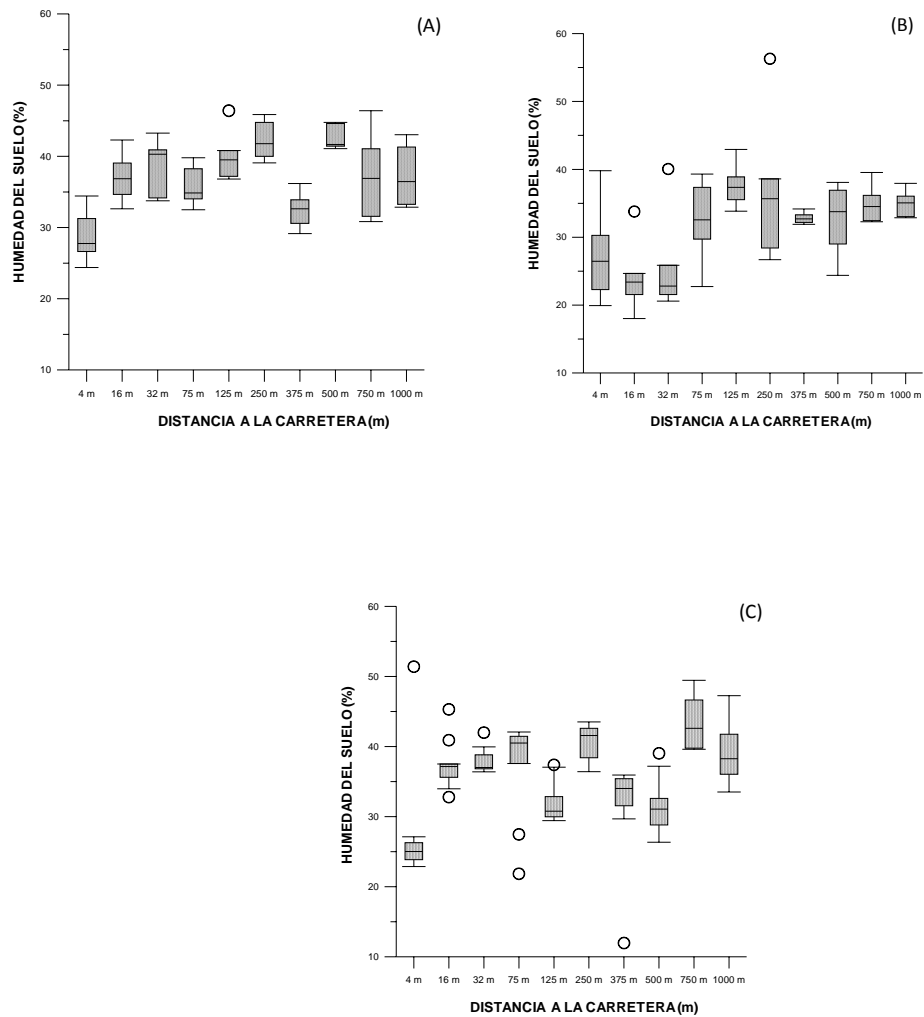 (A)
60
50
40
30
20
10
HUMEDAD DEL SUELO (%)
4 m 16 m 32 m 75 m 125 m 250 m 375 m 500 m 750 m 1000 m
DISTANCIA A LA CARRETERA (m)
(B)
60
50
40
30
20
10
HUMEDAD DEL SUELO (%)
4 m 16 m 32 m 75 m 125 m 250 m 375 m 500 m 750 m 1000 m
DISTANCIA A LA CARRETERA (m)
(C)
60
50
40
30
20
10
HUMEDAD DEL SUELO (%)
4 m 16 m 32 m 75 m 125 m 250 m 375 m 500 m 750 m 1000 m
DISTANCIA A LA CARRETERA (m)